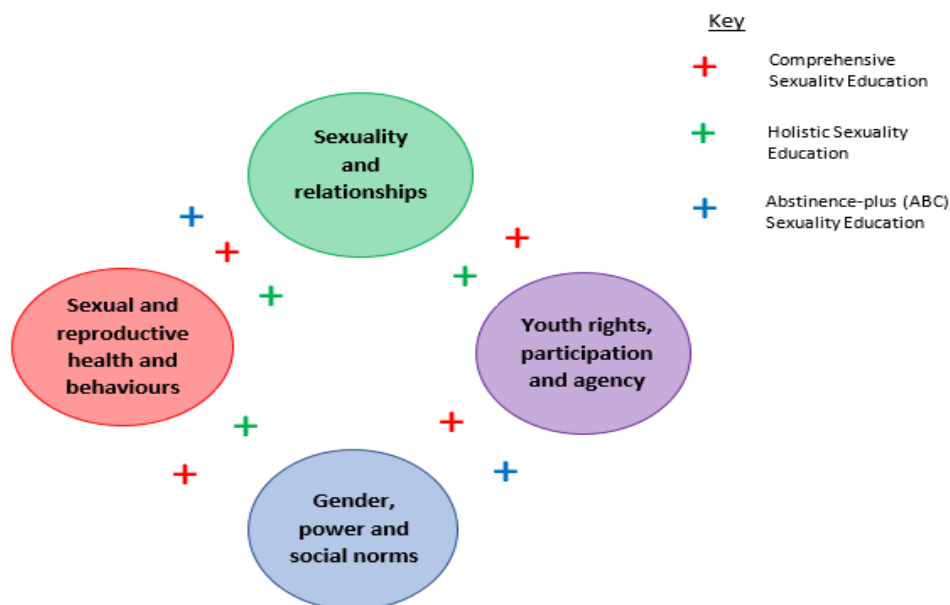 Key
Comprehensive
Sexuality Education
Holistic Sexuality
Education
Abstinence-plus (ABC)
Sexuality Education
Sexuality
and
relationships
Sexual and
reproductive
health and
behaviours
Youth rights,
participation
and agency
Gender,
power and
social norms